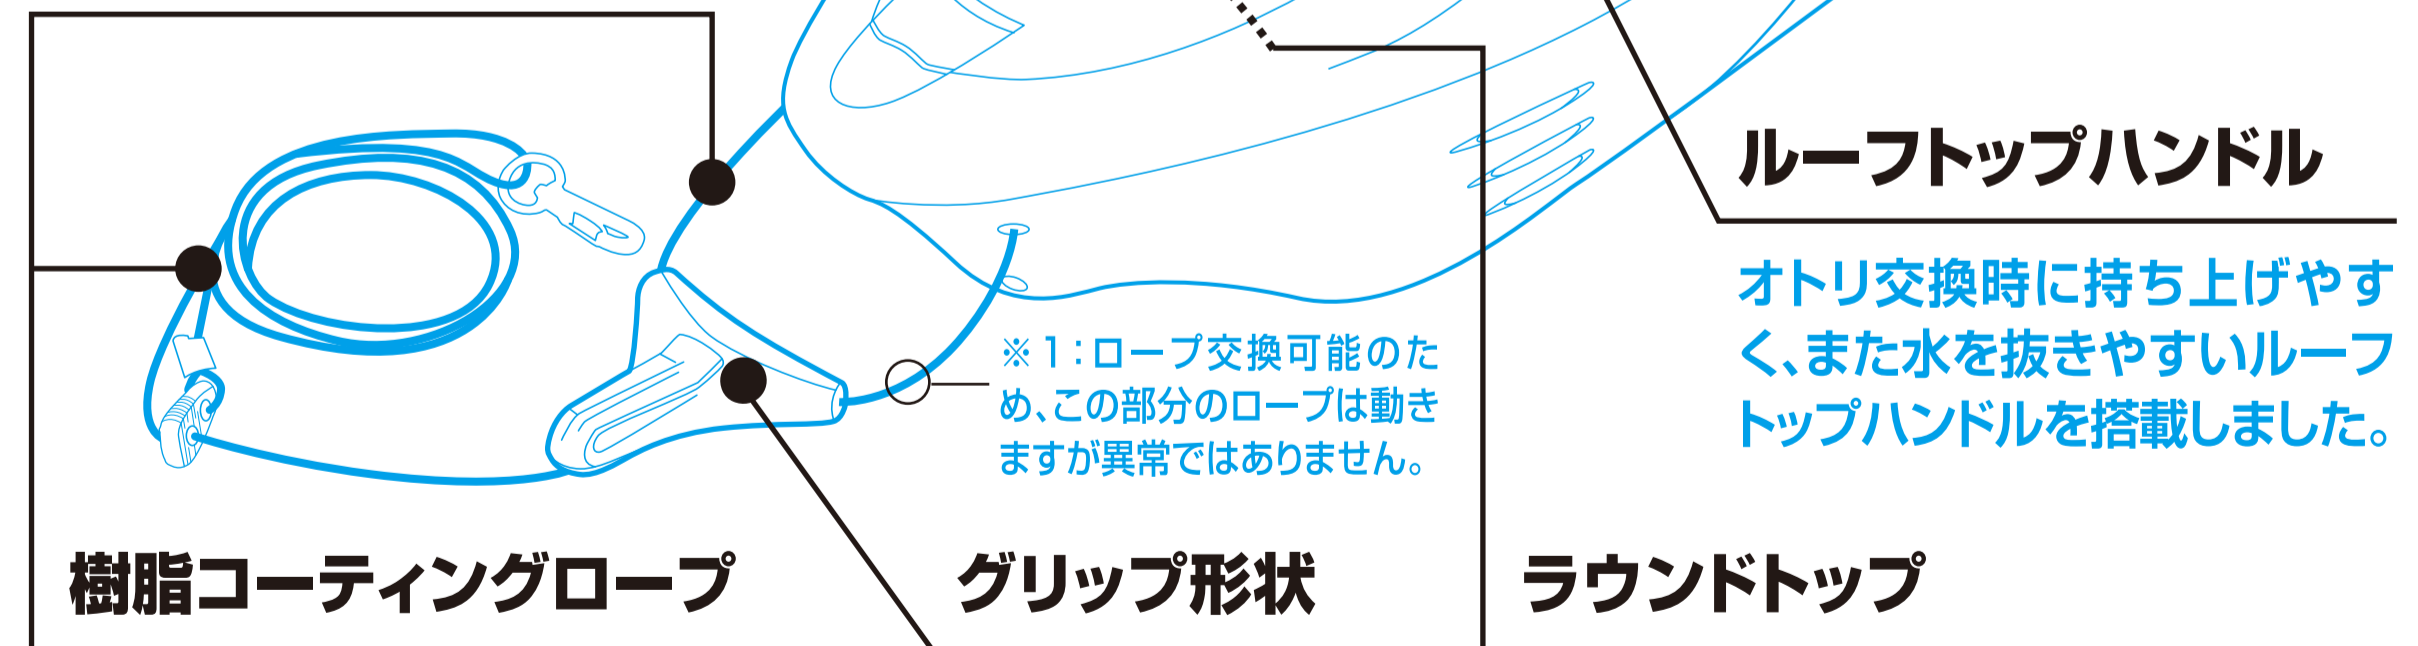 ルーフトップハンドル
オトリ交換時に持ち上げやす
く、また水を抜きやすいルーフ
トップハンドルを搭載しました。
※1：ロープ交換可能のた
め、この部分のロープは動き
ますが異常ではありません。
樹脂コーティングロープ
グリップ形状
ラウンドトップ